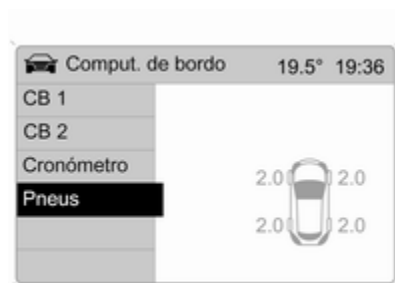 Comput. de bordo 19.5° 19:36
CB 1
CB 2
Cronómetro
Pneus
2.0 2.0
2.0 2.0